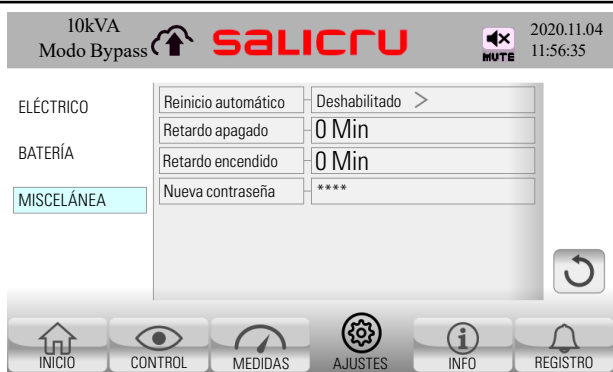 10kVA
Modo Bypass
salicru
MUTE
2020.11.04
11:56:35
ELÉCTRICO
BATERÍA
MISCELÁNEA
Reinicio automático Deshabilitado >
Retardo apagado 0 Min
Retardo encendido 0 Min
Nueva contraseña ****
INICIO CONTROL MEDIDAS AJUSTES INFO REGISTRO